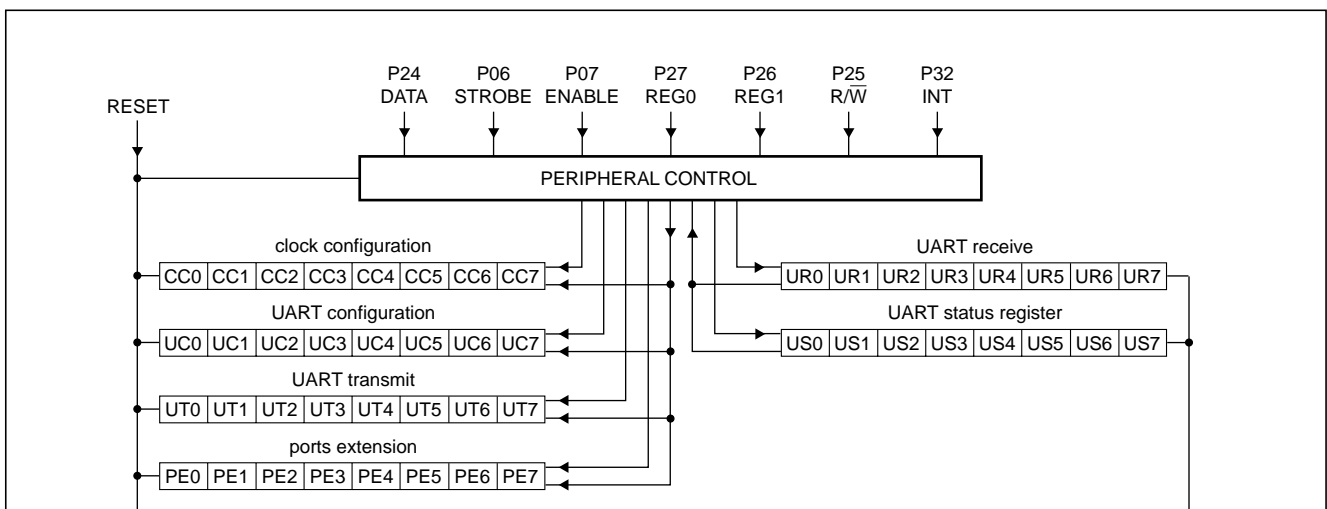 P24 P06 P07 P27 P26 P25 P32
RESET DATA STROBE ENABLE REG0 REG1 R/W̅ INT
PERIPHERAL CONTROL
clock configuration UART receive
CC0 CC1 CC2 CC3 CC4 CC5 CC6 CC7 UR0 UR1 UR2 UR3 UR4 UR5 UR6 UR7
UART configuration UART status register
UC0 UC1 UC2 UC3 UC4 UC5 UC6 UC7 US0 US1 US2 US3 US4 US5 US6 US7
UART transmit
UT0 UT1 UT2 UT3 UT4 UT5 UT6 UT7
ports extension
PE0 PE1 PE2 PE3 PE4 PE5 PE6 PE7